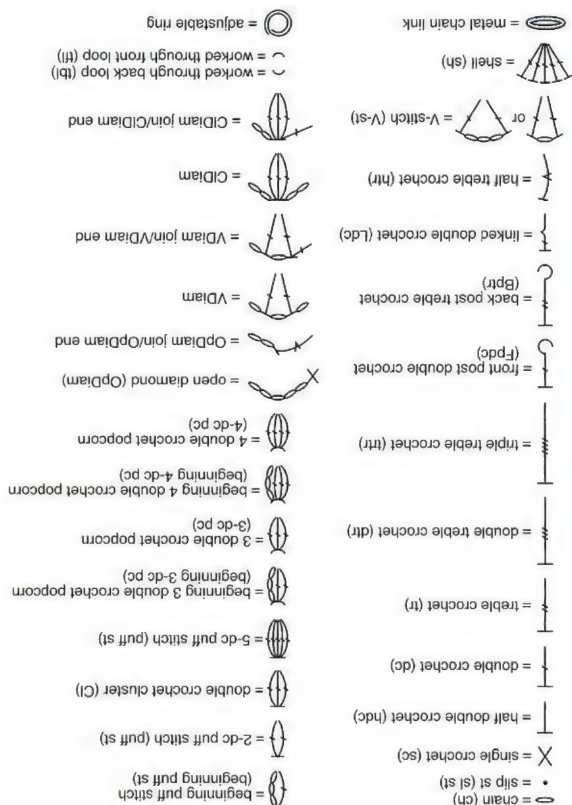 = chain (ch)
= slip st (sl st)
= single crochet (sc)
= half double crochet (hdc)
= double crochet (dc)
= treble crochet (tr)
= double treble crochet (dtr)
= triple treble crochet (trtr)
= front post double crochet
(Fpdc)
= back post treble crochet
(Bptr)
= linked double crochet (Ldc)
= half treble crochet (htr)
or = V-stitch (V-st)
= shell (sh)
= metal chain link
= beginning puff stitch
(beginning puff st)
= 2-dc puff stitch (puff st)
= double crochet cluster (Cl)
= 5-dc puff stitch (puff st)
= beginning 3 double crochet popcorn
(beginning 3-dc pc)
= 3 double crochet popcorn
(3-dc pc)
= beginning 4 double crochet popcorn
(beginning 4-dc pc)
= 4 double crochet popcorn
(4-dc pc)
= open diamond (OpDiam)
= OpDiam join/OpDiam end
= VDiam
= VDiam join/VDiam end
= ClDiam
= ClDiam join/ClDiam end
= worked through back loop (tbl)
= worked through front loop (tfl)
= adjustable ring